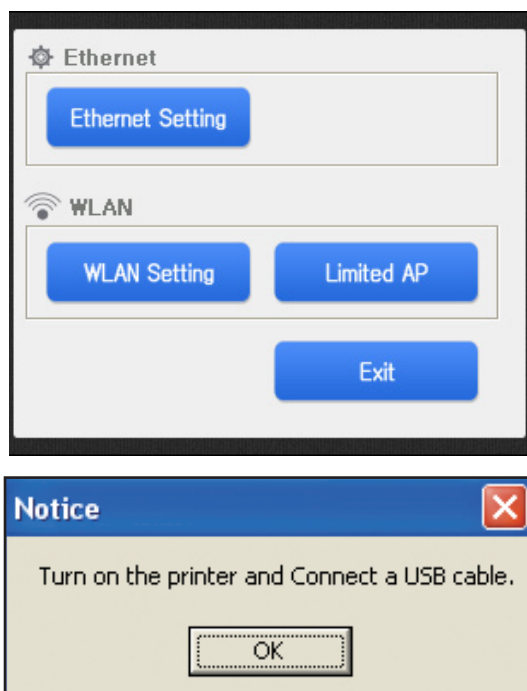 Ethernet
Ethernet Setting
WLAN
WLAN Setting Limited AP
Exit
Notice
Turn on the printer and Connect a USB cable.
OK